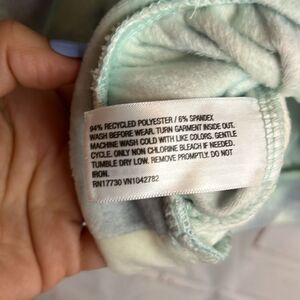 94% RECYCLED POLYESTER / 6% SPANDEX
WASH BEFORE WEAR. TURN GARMENT INSIDE OUT.
MACHINE WASH COLD WITH LIKE COLORS. GENTLE
CYCLE. ONLY NON CHLORINE BLEACH IF NEEDED.
TUMBLE DRY LOW. REMOVE PROMPTLY. DO NOT
IRON.
RN17730 VN1042782